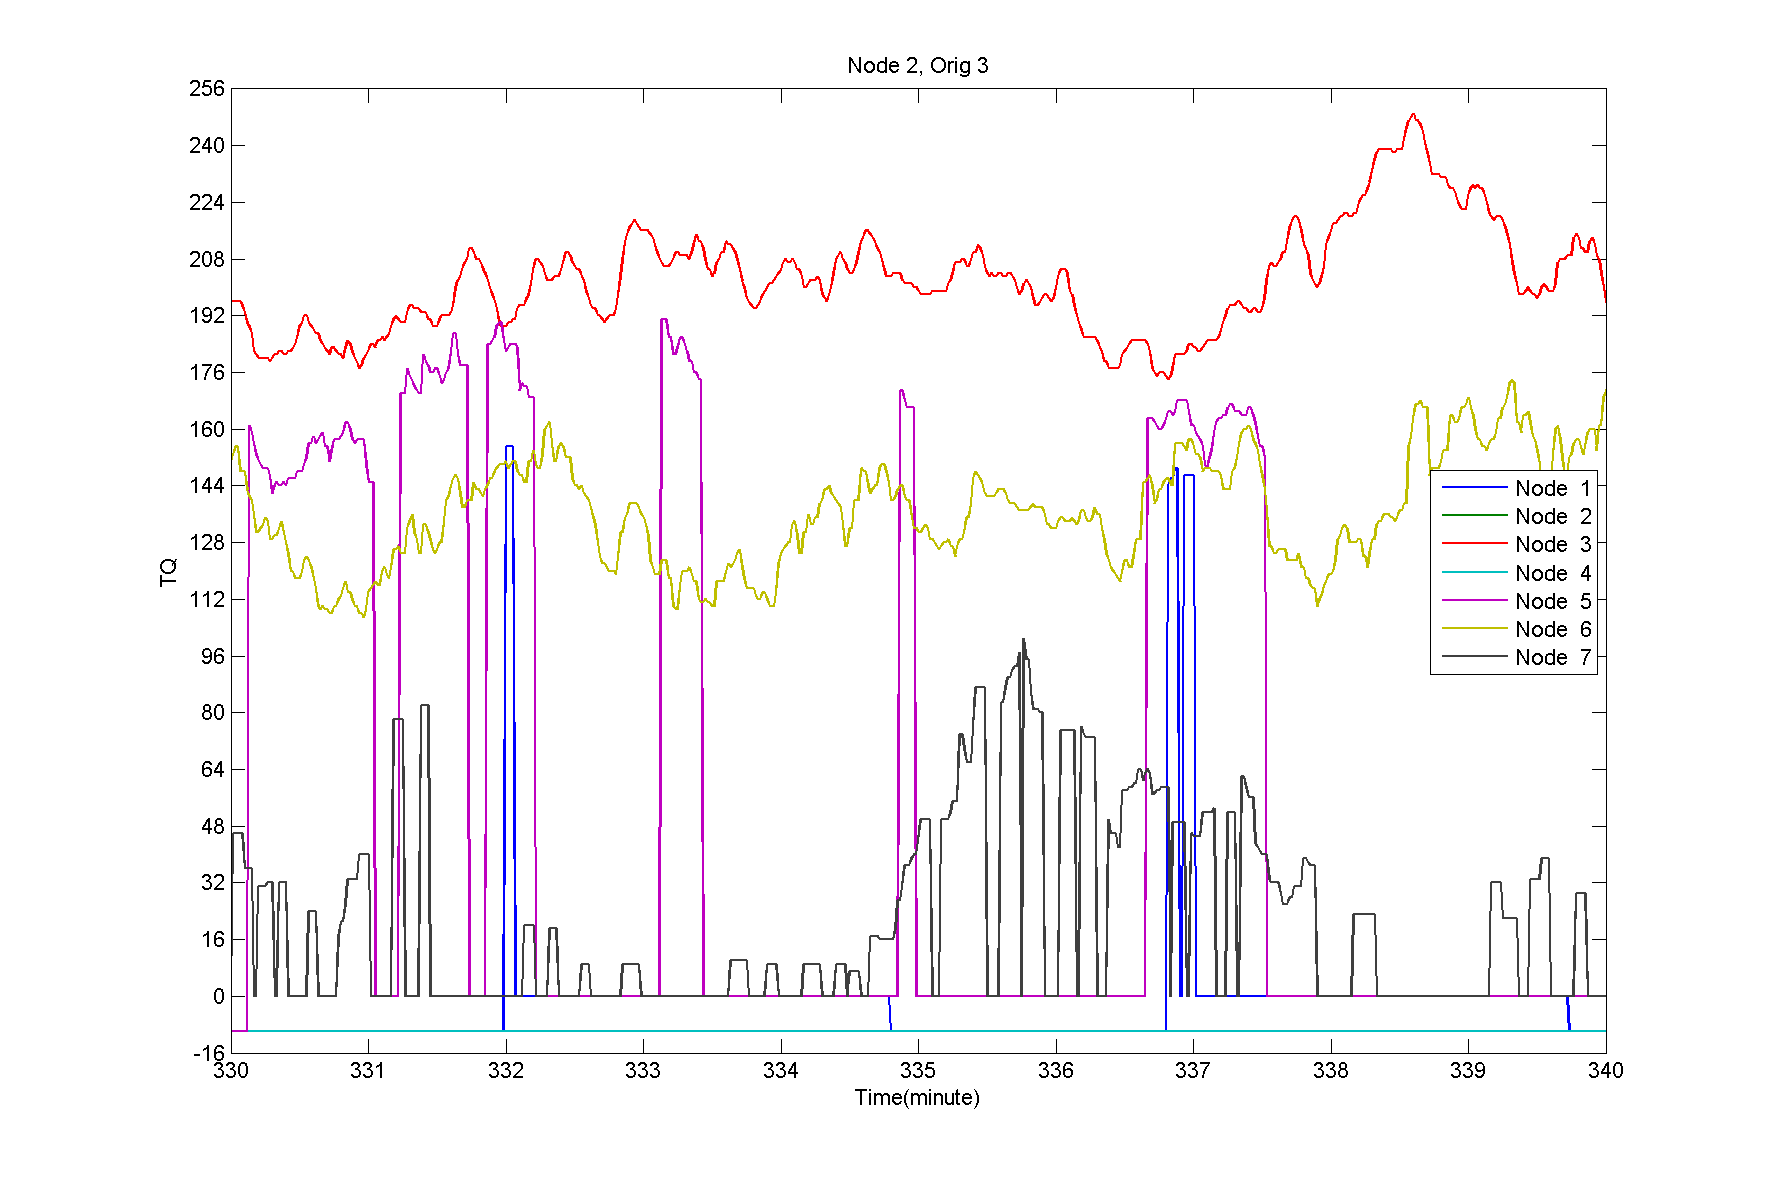 Node 2, Orig 3
256
240
224
208
192
176
160
144
128
112
96
80
64
48
32
16
0
-16
TQ
Node 1
Node 2
Node 3
Node 4
Node 5
Node 6
Node 7
330 331 332 333 334 335 336 337 338 339 340
Time(minute)